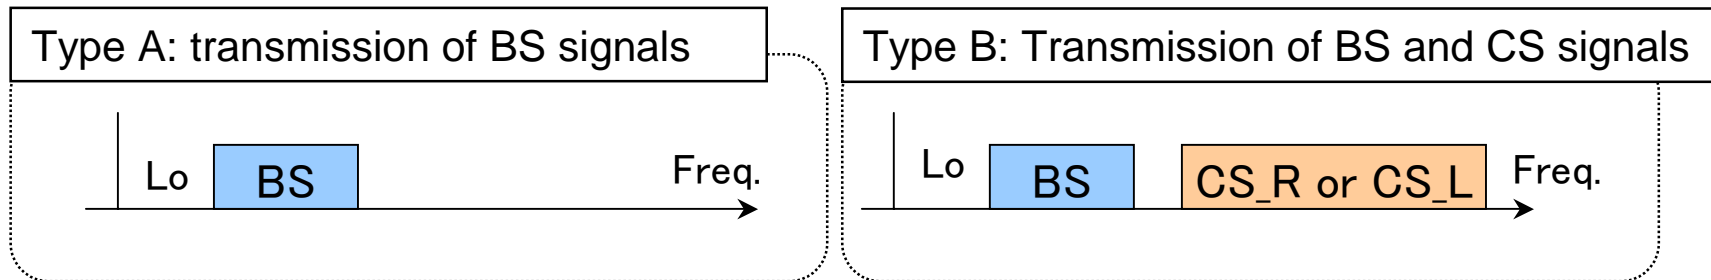 Type A: transmission of BS signals
Lo
BS
Freq.
Type B: Transmission of BS and CS signals
Lo
BS
CS_R or CS_L
Freq.